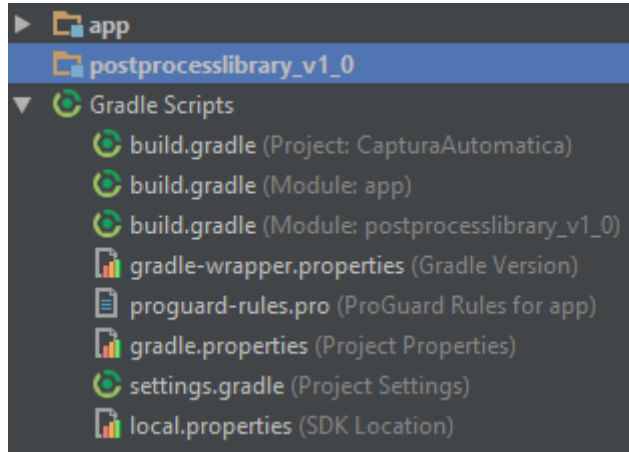 app
postprocesslibrary_v1_0
Gradle Scripts
build.gradle (Project: CapturaAutomatica)
build.gradle (Module: app)
build.gradle (Module: postprocesslibrary_v1_0)
gradle-wrapper.properties (Gradle Version)
proguard-rules.pro (ProGuard Rules for app)
gradle.properties (Project Properties)
settings.gradle (Project Settings)
local.properties (SDK Location)